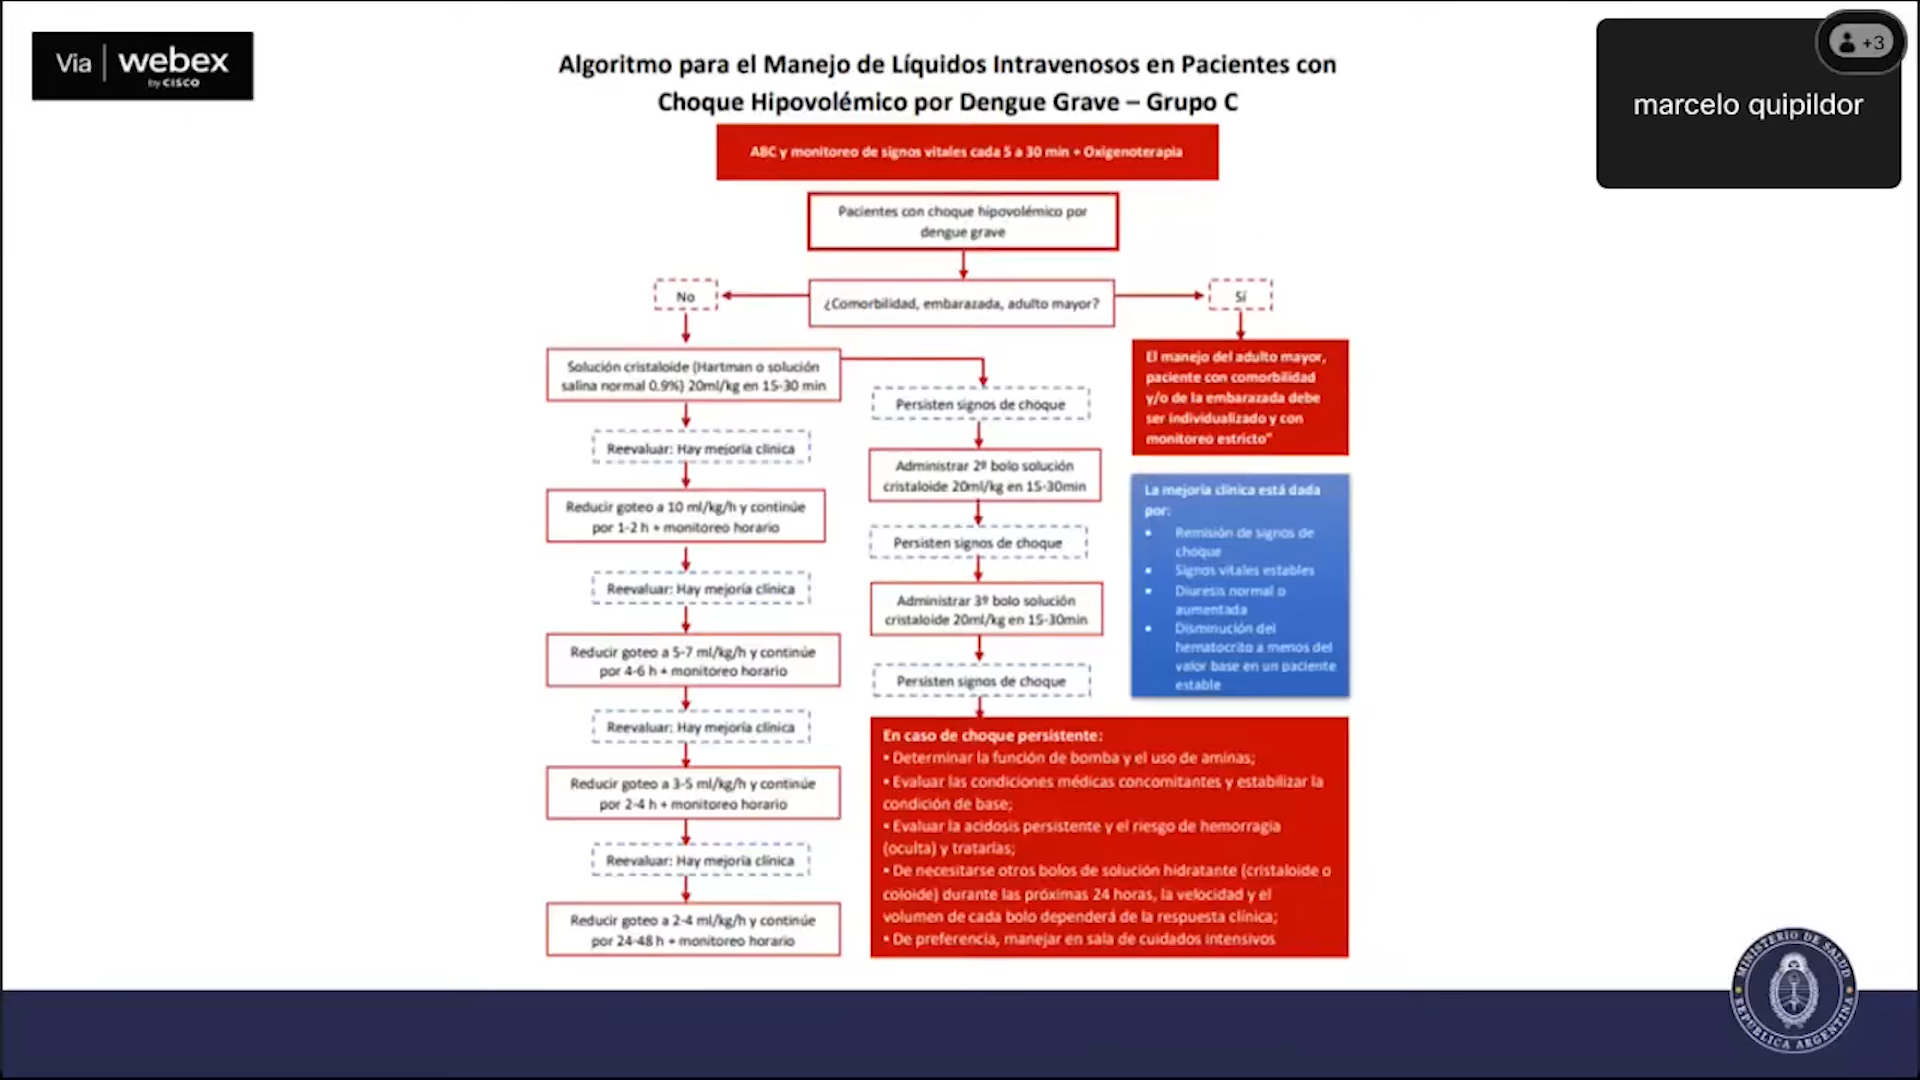 Via | webex
by CISCO
+3
marcelo quipildor
Algoritmo para el Manejo de Líquidos Intravenosos en Pacientes con
Choque Hipovolémico por Dengue Grave – Grupo C
ABC y monitoreo de signos vitales cada 5 a 30 min + Oxigenoterapia
Pacientes con choque hipovolémico por
dengue grave
¿Comorbilidad, embarazada, adulto mayor?
No
Sí
Solución cristaloide (Hartman o solución
salina normal 0.9%) 20ml/kg en 15-30 min
Reevaluar: Hay mejoría clínica
Reducir goteo a 10 ml/kg/h y continúe
por 1-2 h + monitoreo horario
Reevaluar: Hay mejoría clínica
Reducir goteo a 5-7 ml/kg/h y continúe
por 4-6 h + monitoreo horario
Reevaluar: Hay mejoría clínica
Reducir goteo a 3-5 ml/kg/h y continúe
por 2-4 h + monitoreo horario
Reevaluar: Hay mejoría clínica
Reducir goteo a 2-4 ml/kg/h y continúe
por 24-48 h + monitoreo horario
Persisten signos de choque
Administrar 2º bolo solución
cristaloide 20ml/kg en 15-30min
Persisten signos de choque
Administrar 3º bolo solución
cristaloide 20ml/kg en 15-30min
Persisten signos de choque
En caso de choque persistente:
• Determinar la función de bomba y el uso de aminas;
• Evaluar las condiciones médicas concomitantes y estabilizar la
condición de base;
• Evaluar la acidosis persistente y el riesgo de hemorragia
(oculta) y tratarlas;
• De necesitarse otros bolos de solución hidratante (cristaloide o
coloide) durante las próximas 24 horas, la velocidad y el
volumen de cada bolo dependerá de la respuesta clínica;
• De preferencia, manejar en sala de cuidados intensivos
El manejo del adulto mayor,
paciente con comorbilidad
y/o de la embarazada debe
ser individualizado y con
monitoreo estricto"
La mejoría clínica está dada
por:
• Remisión de signos de
choque
• Signos vitales estables
• Diuresis normal o
aumentada
• Disminución del
hematocrito a menos del
valor base en un paciente
estable
MINISTERIO DE SALUD
REPÚBLICA ARGENTINA